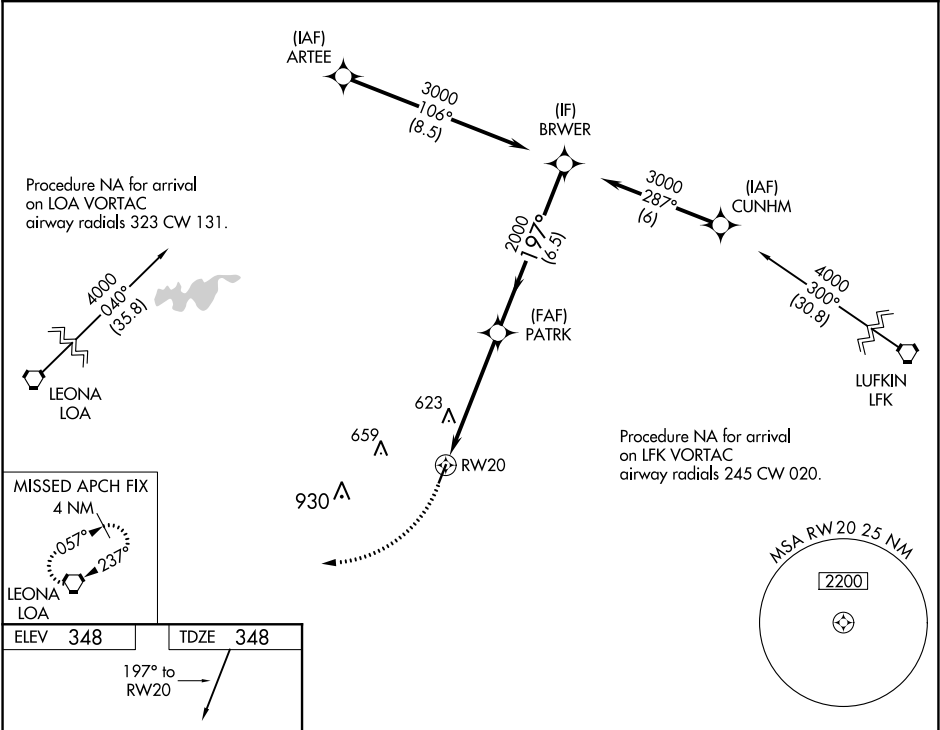 (IAF)
ARTEE
3000
106°
(8.5)
(IF)
BRWER
3000
287°
(6)
(IAF)
CUNHM
Procedure NA for arrival
on LOA VORTAC
airway radials 323 CW 131.
4000
040°
(35.8)
LEONA
LOA
2000
197°
(6.5)
(FAF)
PATRK
4000
300°
(30.8)
LUFKIN
LFK
623
659
930
RW20
Procedure NA for arrival
on LFK VORTAC
airway radials 245 CW 020.
MISSED APCH FIX
4 NM
057°
237°
LEONA
LOA
MSA RW20 25 NM
2200
ELEV 348
TDZE 348
197° to
RW20